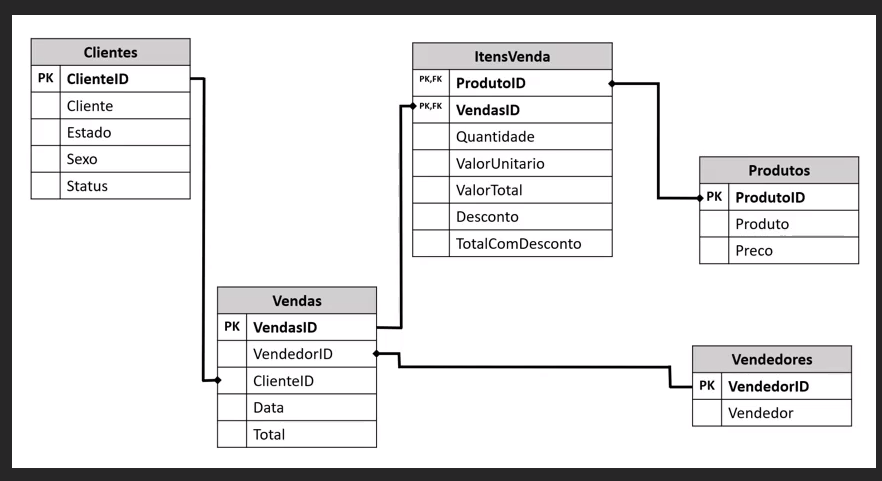 Clientes
PK ClienteID
Cliente
Estado
Sexo
Status
ItensVenda
PK,FK ProdutoID
PK,FK VendasID
Quantidade
ValorUnitario
ValorTotal
Desconto
TotalComDesconto
Produtos
PK ProdutoID
Produto
Preco
Vendas
PK VendasID
VendedorID
ClienteID
Data
Total
Vendedores
PK VendedorID
Vendedor